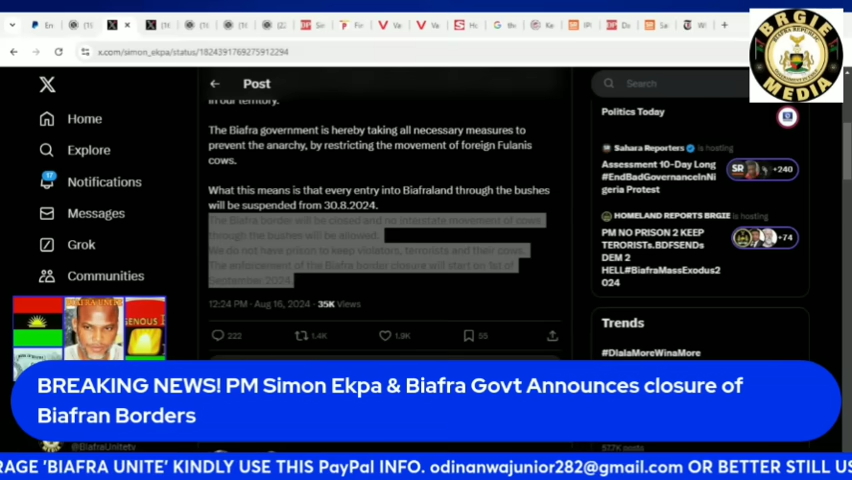 x.com/simon_ekpa/status/1824391769275912294
BRGIE
MEDIA
Home
Explore
Notifications
17
Messages
Grok
Communities
Post
in our territory.
The Biafra government is hereby taking all necessary measures to
prevent the anarchy, by restricting the movement of foreign Fulanis
cows.
What this means is that every entry into Biafraland through the bushes
will be suspended from 30.8.2024.
The Biafra border will be closed and no interstate movement of cows
through the bushes will be allowed.
We do not have prison to keep violators, terrorists and their cows.
The enforcement of the Biafra border closure will start on 1st of
September 2024.
12:24 PM · Aug 16, 2024 · 35K Views
222
1.4K
1.9K
55
Search
Politics Today
Sahara Reporters is hosting
Assessment 10-Day Long
#EndBadGovernanceInNi
geria Protest
SR
+240
HOMELAND REPORTS BRGIE is hosting
PM NO PRISON 2 KEEP
TERORISTs.BDFSENDs
DEM 2
HELL#BiafraMassExodus2
024
+74
Trends
#DlalaMoreWinaMore
BREAKING NEWS! PM Simon Ekpa & Biafra Govt Announces closure of
Biafran Borders
@BiafraUnitetv
57.7K posts
RAGE 'BIAFRA UNITE' KINDLY USE THIS PayPal INFO. odinanwajunior282@gmail.com OR BETTER STILL US